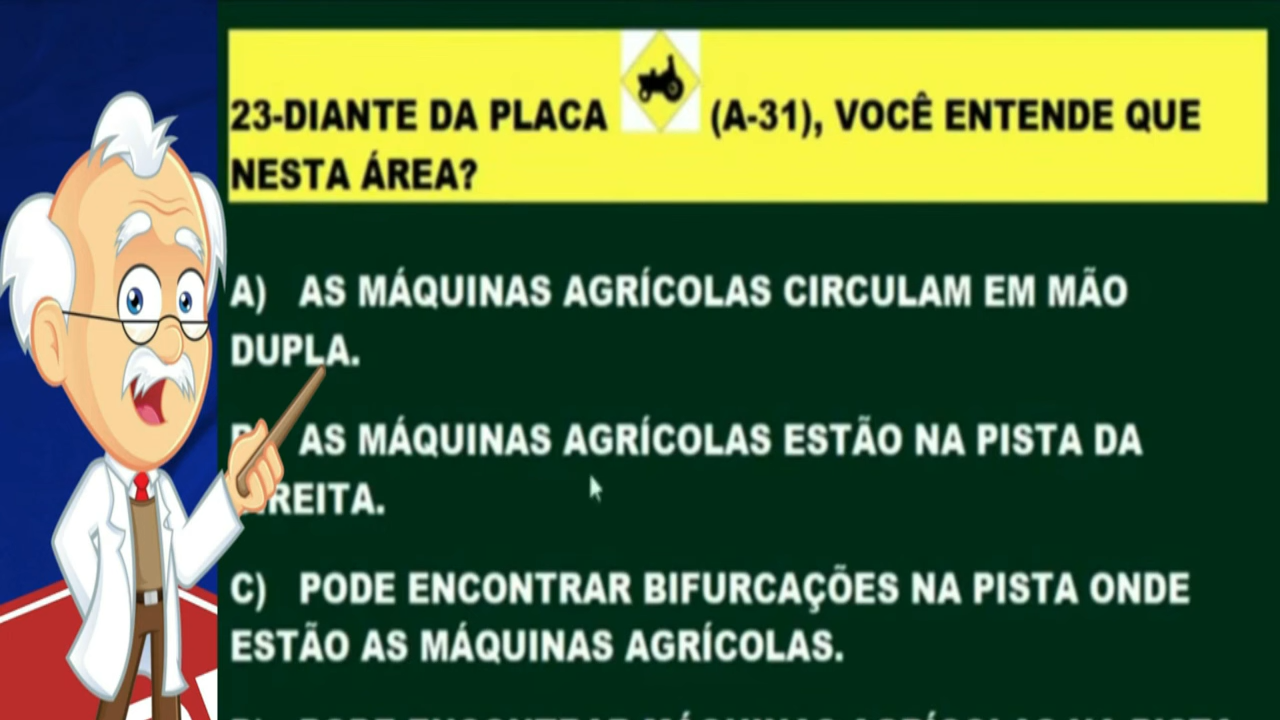 23-DIANTE DA PLACA (A-31), VOCÊ ENTENDE QUE
NESTA ÁREA?
A) AS MÁQUINAS AGRÍCOLAS CIRCULAM EM MÃO
DUPLA.
AS MÁQUINAS AGRÍCOLAS ESTÃO NA PISTA DA
REITA.
C) PODE ENCONTRAR BIFURCAÇÕES NA PISTA ONDE
ESTÃO AS MÁQUINAS AGRÍCOLAS.